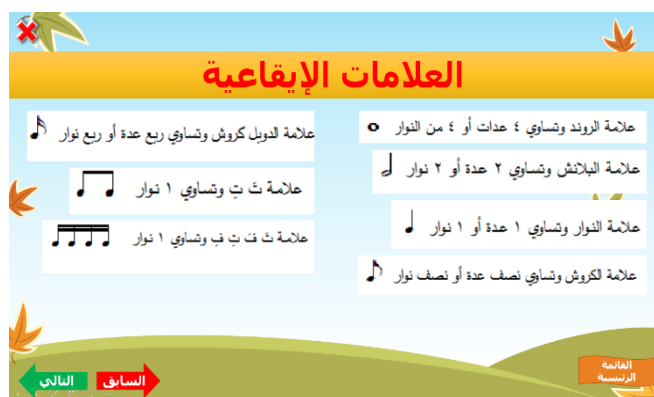 العلامات الإيقاعية
علامة الروند وتساوي ٤ عدات أو ٤ من النوار
علامة البلانش وتساوي ٢ عدة أو ٢ نوار
علامة النوار وتساوي ١ عدة أو ١ نوار
علامة الكروش وتساوي نصف عدة أو نصف نوار
علامة الدوبل كروش وتساوي ربع عدة أو ربع نوار
علامة ثَ تِ وتساوي ١ نوار
علامة ثَ فَ تِ فِ وتساوي ١ نوار
القائمة
الرئيسية
السابق
التالي